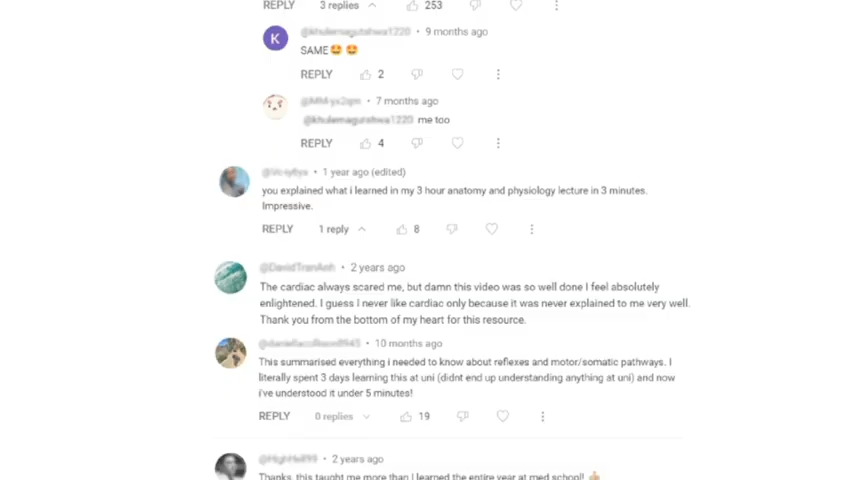 REPLY 3 replies 253
K
9 months ago
SAME🤩 🤩
REPLY 2
7 months ago
me too
REPLY 4
1 year ago (edited)
you explained what i learned in my 3 hour anatomy and physiology lecture in 3 minutes.
Impressive.
REPLY 1 reply 8
2 years ago
The cardiac always scared me, but damn this video was so well done I feel absolutely
enlightened. I guess I never like cardiac only because it was never explained to me very well.
Thank you from the bottom of my heart for this resource.
10 months ago
This summarised everything i needed to know about reflexes and motor/somatic pathways. I
literally spent 3 days learning this at uni (didnt end up understanding anything at uni) and now
i've understood it under 5 minutes!
REPLY 0 replies 19
2 years ago
Thanks, this taught me more than I learned the entire year at med school! 👍🏼